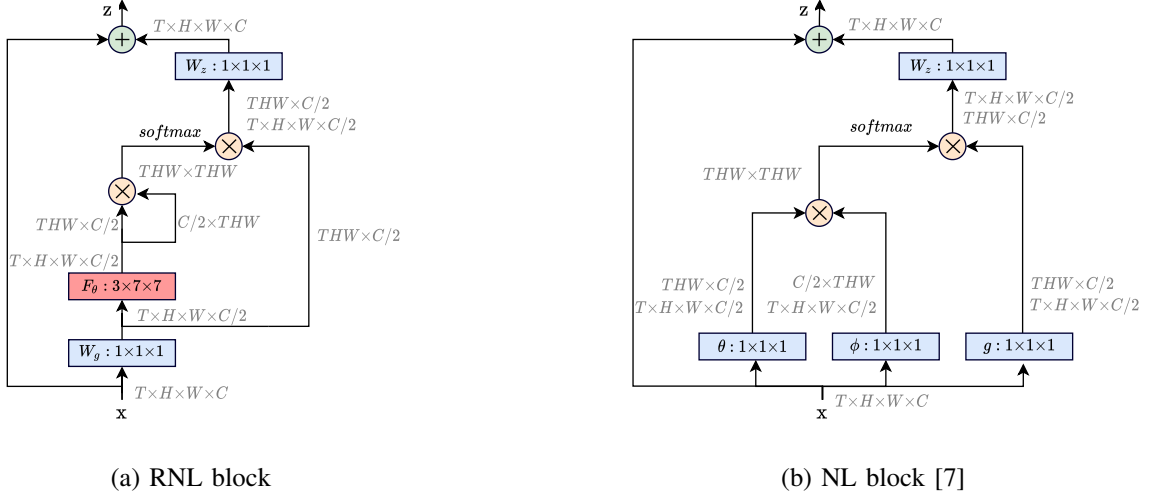 z
T×H×W×C
+
W_z : 1×1×1
THW×C/2
T×H×W×C/2
softmax
×
THW×THW
×
THW×C/2
C/2×THW
THW×C/2
T×H×W×C/2
F_θ : 3×7×7
T×H×W×C/2
W_g : 1×1×1
T×H×W×C
x
(a) RNL block
z
T×H×W×C
+
W_z : 1×1×1
T×H×W×C/2
THW×C/2
softmax
×
THW×THW
×
THW×C/2
T×H×W×C/2
C/2×THW
T×H×W×C/2
THW×C/2
T×H×W×C/2
θ : 1×1×1
ϕ : 1×1×1
g : 1×1×1
T×H×W×C
x
(b) NL block [7]